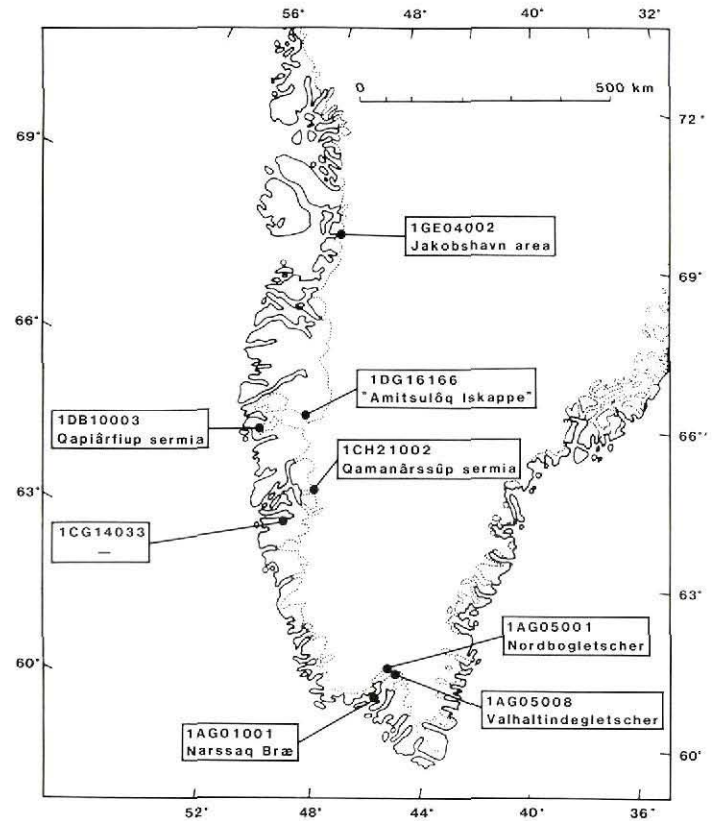 56°
48°
40°
32°
0
500 km
69°
72°
1GE04002
Jakobshavn area
69°
66°
1DG16166
"Amitsulôq Iskappe"
1DB10003
Qapiârfiup sermia
66°
1CH21002
Qamanârssûp sermia
63°
1CG14033
—
63°
1AG05001
Nordbogletscher
60°
1AG05008
Valhaltindegletscher
1AG01001
Narssaq Bræ
60°
52°
48°
44°
40°
36°